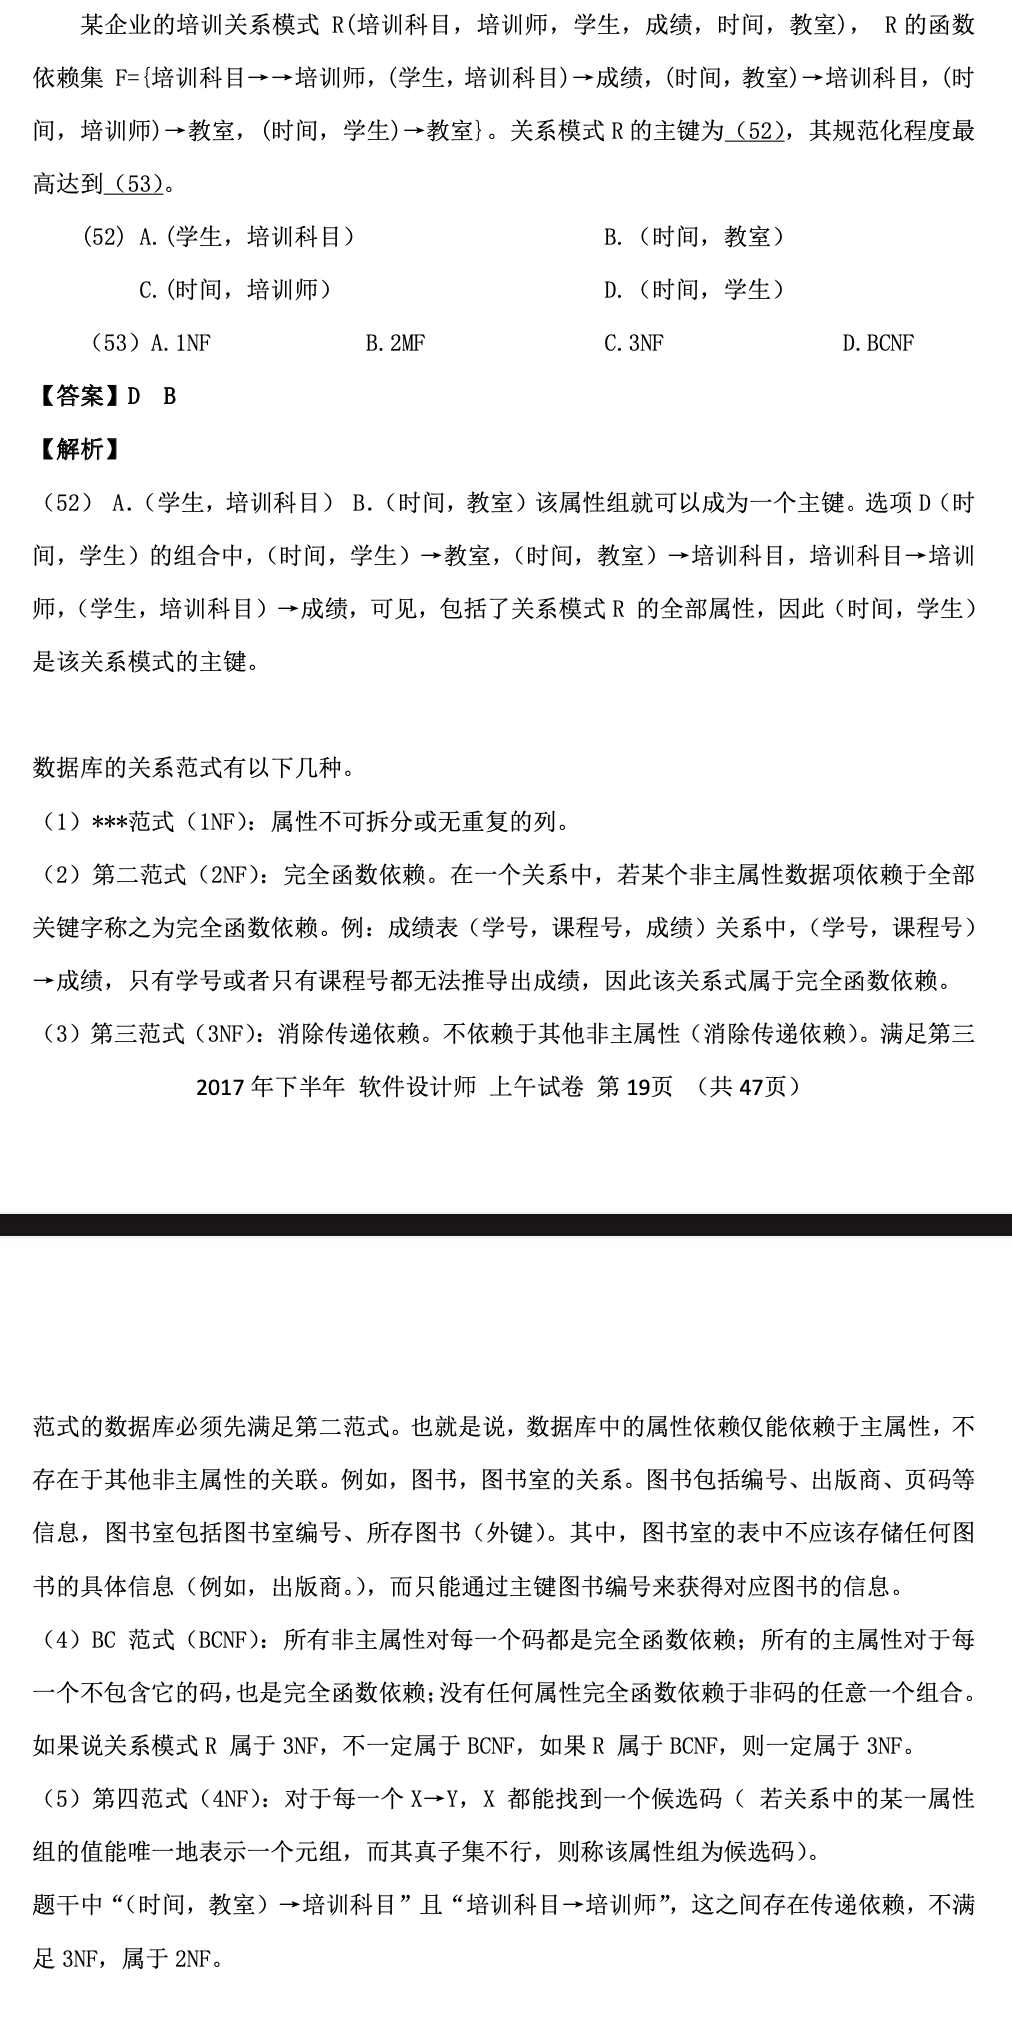 某企业的培训关系模式 R(培训科目，培训师，学生，成绩，时间，教室)， R 的函数
依赖集 F={培训科目→→培训师，(学生，培训科目)→成绩，(时间，教室)→培训科目，(时
间，培训师)→教室，(时间，学生)→教室}。关系模式 R 的主键为（52），其规范化程度最
高达到（53）。
(52) A.(学生，培训科目） B.（时间，教室）
C.(时间，培训师） D.（时间，学生）
（53）A.1NF B.2MF C.3NF D.BCNF
【答案】D B
【解析】
（52） A.（学生，培训科目） B.（时间，教室）该属性组就可以成为一个主键。选项 D（时
间，学生）的组合中，（时间，学生）→教室，（时间，教室）→培训科目，培训科目→培训
师，（学生，培训科目）→成绩，可见，包括了关系模式 R 的全部属性，因此（时间，学生）
是该关系模式的主键。
数据库的关系范式有以下几种。
（1）***范式（1NF）：属性不可拆分或无重复的列。
（2）第二范式（2NF）：完全函数依赖。在一个关系中，若某个非主属性数据项依赖于全部
关键字称之为完全函数依赖。例：成绩表（学号，课程号，成绩）关系中，（学号，课程号）
→成绩，只有学号或者只有课程号都无法推导出成绩，因此该关系式属于完全函数依赖。
（3）第三范式（3NF）：消除传递依赖。不依赖于其他非主属性（消除传递依赖）。满足第三
2017 年下半年 软件设计师 上午试卷 第 19页 （共 47页）
范式的数据库必须先满足第二范式。也就是说，数据库中的属性依赖仅能依赖于主属性，不
存在于其他非主属性的关联。例如，图书，图书室的关系。图书包括编号、出版商、页码等
信息，图书室包括图书室编号、所存图书（外键）。其中，图书室的表中不应该存储任何图
书的具体信息（例如，出版商。），而只能通过主键图书编号来获得对应图书的信息。
（4）BC 范式（BCNF）：所有非主属性对每一个码都是完全函数依赖；所有的主属性对于每
一个不包含它的码，也是完全函数依赖；没有任何属性完全函数依赖于非码的任意一个组合。
如果说关系模式 R 属于 3NF，不一定属于 BCNF，如果 R 属于 BCNF，则一定属于 3NF。
（5）第四范式（4NF）：对于每一个 X→Y，X 都能找到一个候选码（ 若关系中的某一属性
组的值能唯一地表示一个元组，而其真子集不行，则称该属性组为候选码）。
题干中“（时间，教室）→培训科目”且“培训科目→培训师”，这之间存在传递依赖，不满
足 3NF，属于 2NF。